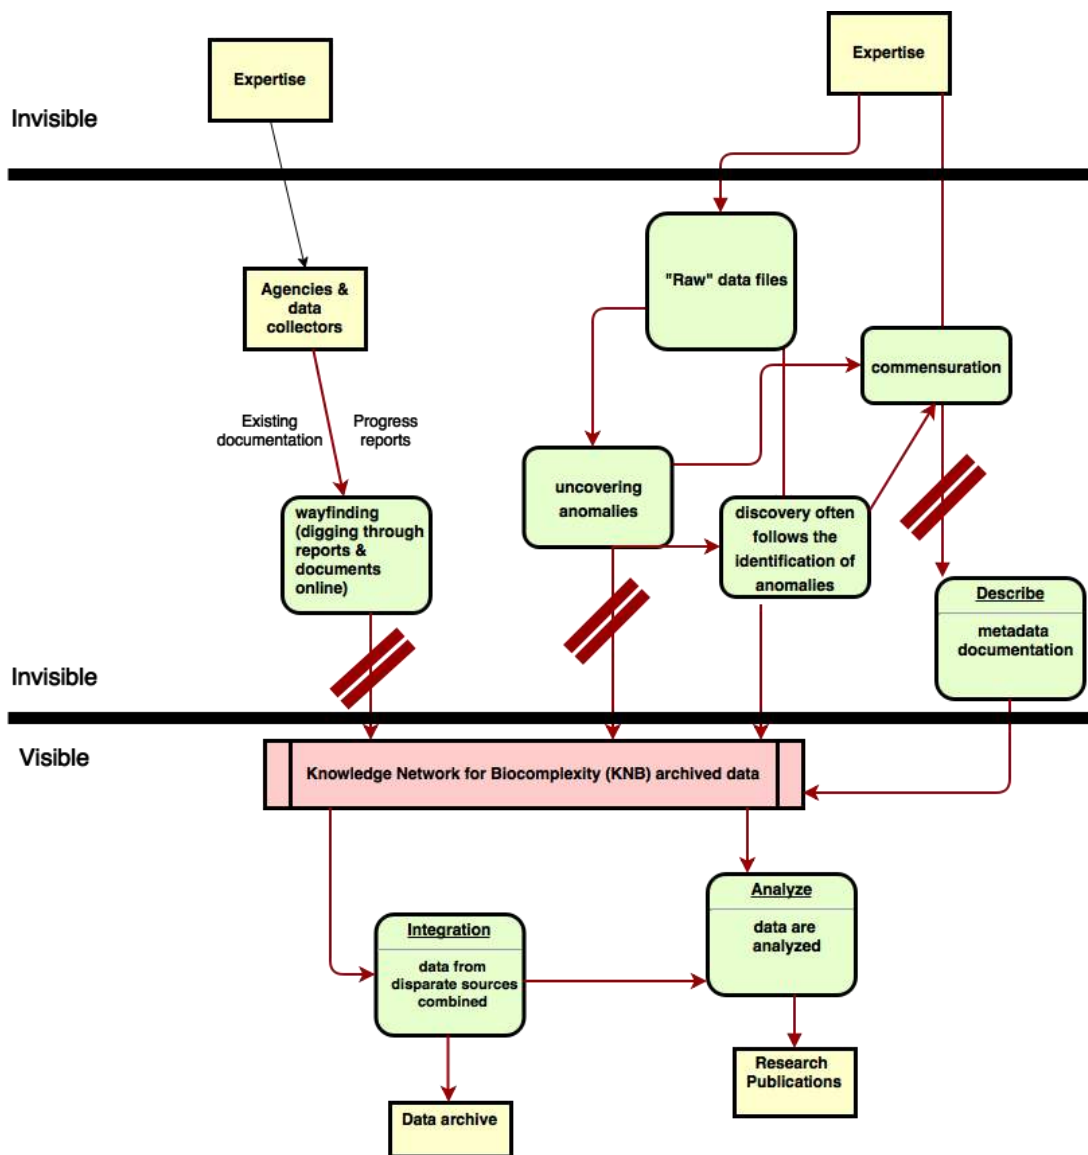 Expertise
Expertise
Invisible
"Raw" data files
Agencies &
data
collectors
commensuration
Existing
documentation
Progress
reports
uncovering
anomalies
wayfinding
(digging through
reports &
documents
online)
discovery often
follows the
identification of
anomalies
Describe
metadata
documentation
Invisible
Visible
Knowledge Network for Biocomplexity (KNB) archived data
Analyze
data are
analyzed
Integration
data from
disparate sources
combined
Research
Publications
Data archive